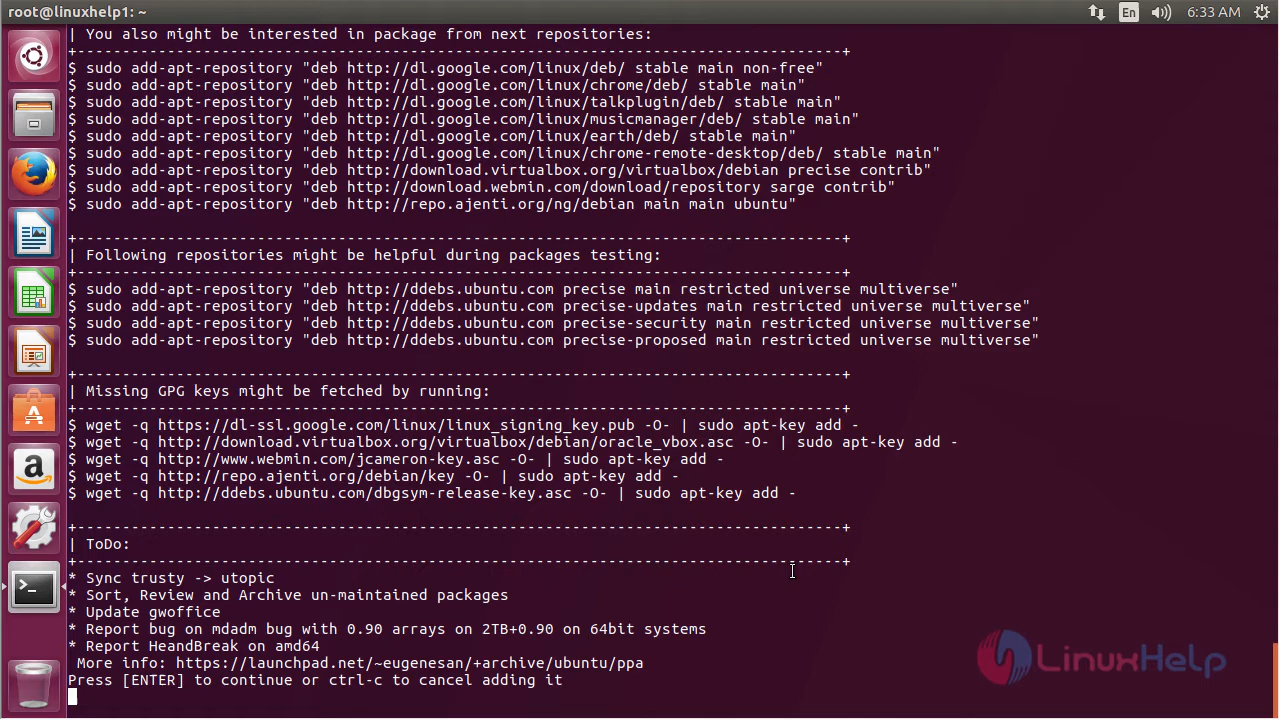 root@linuxhelp1: ~
En
6:33 AM
| You also might be interested in package from next repositories:
+-------------------------------------------------------------------------------------+
$ sudo add-apt-repository "deb http://dl.google.com/linux/deb/ stable main non-free"
$ sudo add-apt-repository "deb http://dl.google.com/linux/chrome/deb/ stable main"
$ sudo add-apt-repository "deb http://dl.google.com/linux/talkplugin/deb/ stable main"
$ sudo add-apt-repository "deb http://dl.google.com/linux/musicmanager/deb/ stable main"
$ sudo add-apt-repository "deb http://dl.google.com/linux/earth/deb/ stable main"
$ sudo add-apt-repository "deb http://dl.google.com/linux/chrome-remote-desktop/deb/ stable main"
$ sudo add-apt-repository "deb http://download.virtualbox.org/virtualbox/debian precise contrib"
$ sudo add-apt-repository "deb http://download.webmin.com/download/repository sarge contrib"
$ sudo add-apt-repository "deb http://repo.ajenti.org/ng/debian main main ubuntu"
+-------------------------------------------------------------------------------------+
| Following repositories might be helpful during packages testing:
+-------------------------------------------------------------------------------------+
$ sudo add-apt-repository "deb http://ddebs.ubuntu.com precise main restricted universe multiverse"
$ sudo add-apt-repository "deb http://ddebs.ubuntu.com precise-updates main restricted universe multiverse"
$ sudo add-apt-repository "deb http://ddebs.ubuntu.com precise-security main restricted universe multiverse"
$ sudo add-apt-repository "deb http://ddebs.ubuntu.com precise-proposed main restricted universe multiverse"
+-------------------------------------------------------------------------------------+
| Missing GPG keys might be fetched by running:
+-------------------------------------------------------------------------------------+
$ wget -q https://dl-ssl.google.com/linux/linux_signing_key.pub -O- | sudo apt-key add -
$ wget -q http://download.virtualbox.org/virtualbox/debian/oracle_vbox.asc -O- | sudo apt-key add -
$ wget -q http://www.webmin.com/jcameron-key.asc -O- | sudo apt-key add -
$ wget -q http://repo.ajenti.org/debian/key -O- | sudo apt-key add -
$ wget -q http://ddebs.ubuntu.com/dbgsym-release-key.asc -O- | sudo apt-key add -
+-------------------------------------------------------------------------------------+
| ToDo:
+-------------------------------------------------------------------------------------+
* Sync trusty -> utopic
* Sort, Review and Archive un-maintained packages
* Update gwoffice
* Report bug on mdadm bug with 0.90 arrays on 2TB+0.90 on 64bit systems
* Report HeandBreak on amd64
More info: https://launchpad.net/~eugenesan/+archive/ubuntu/ppa
Press [ENTER] to continue or ctrl-c to cancel adding it
LinuxHelp